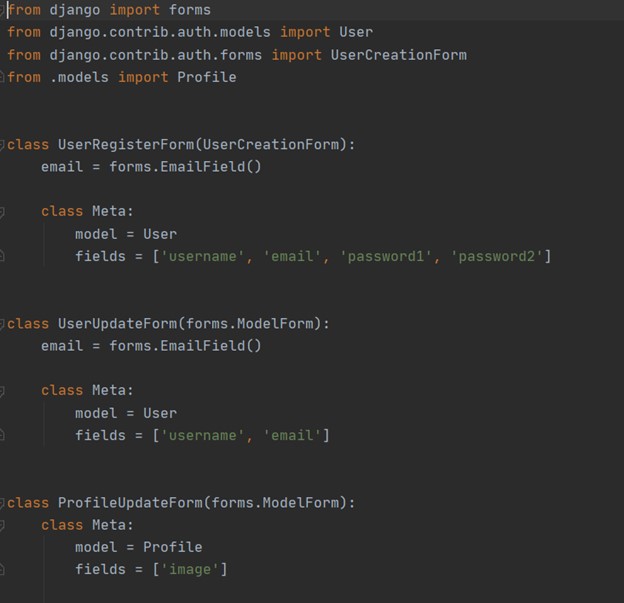 from django import forms
from django.contrib.auth.models import User
from django.contrib.auth.forms import UserCreationForm
from .models import Profile
class UserRegisterForm(UserCreationForm):
    email = forms.EmailField()
    class Meta:
        model = User
        fields = ['username', 'email', 'password1', 'password2']
class UserUpdateForm(forms.ModelForm):
    email = forms.EmailField()
    class Meta:
        model = User
        fields = ['username', 'email']
class ProfileUpdateForm(forms.ModelForm):
    class Meta:
        model = Profile
        fields = ['image']